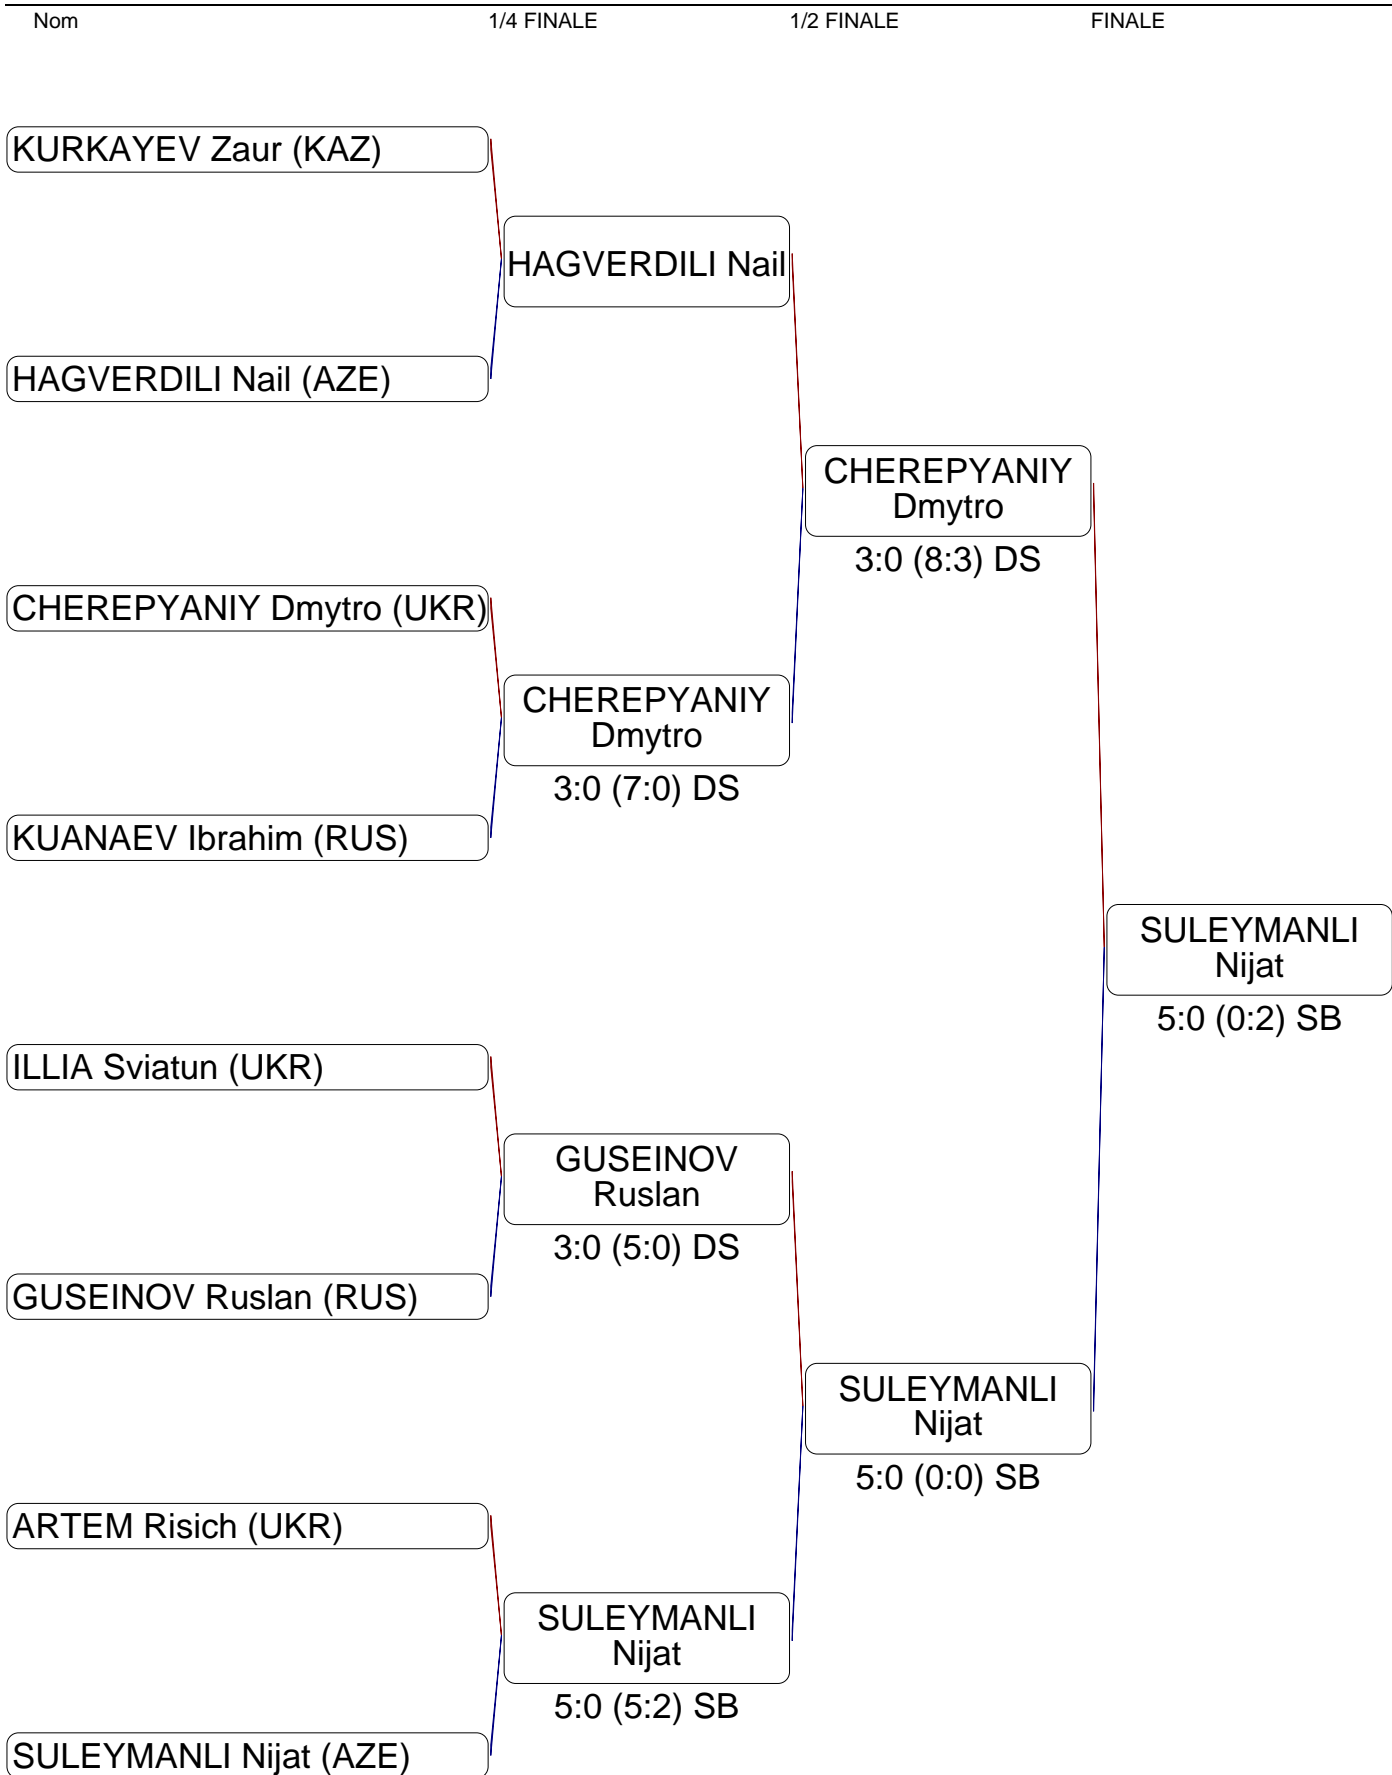 Nom 1/4 FINALE 1/2 FINALE FINALE
KURKAYEV Zaur (KAZ)
HAGVERDILI Nail
HAGVERDILI Nail (AZE)
CHEREPYANIY
Dmytro
3:0 (8:3) DS
CHEREPYANIY Dmytro (UKR)
CHEREPYANIY
Dmytro
3:0 (7:0) DS
KUANAEV Ibrahim (RUS)
SULEYMANLI
Nijat
5:0 (0:2) SB
ILLIA Sviatun (UKR)
GUSEINOV
Ruslan
3:0 (5:0) DS
GUSEINOV Ruslan (RUS)
SULEYMANLI
Nijat
5:0 (0:0) SB
ARTEM Risich (UKR)
SULEYMANLI
Nijat
5:0 (5:2) SB
SULEYMANLI Nijat (AZE)